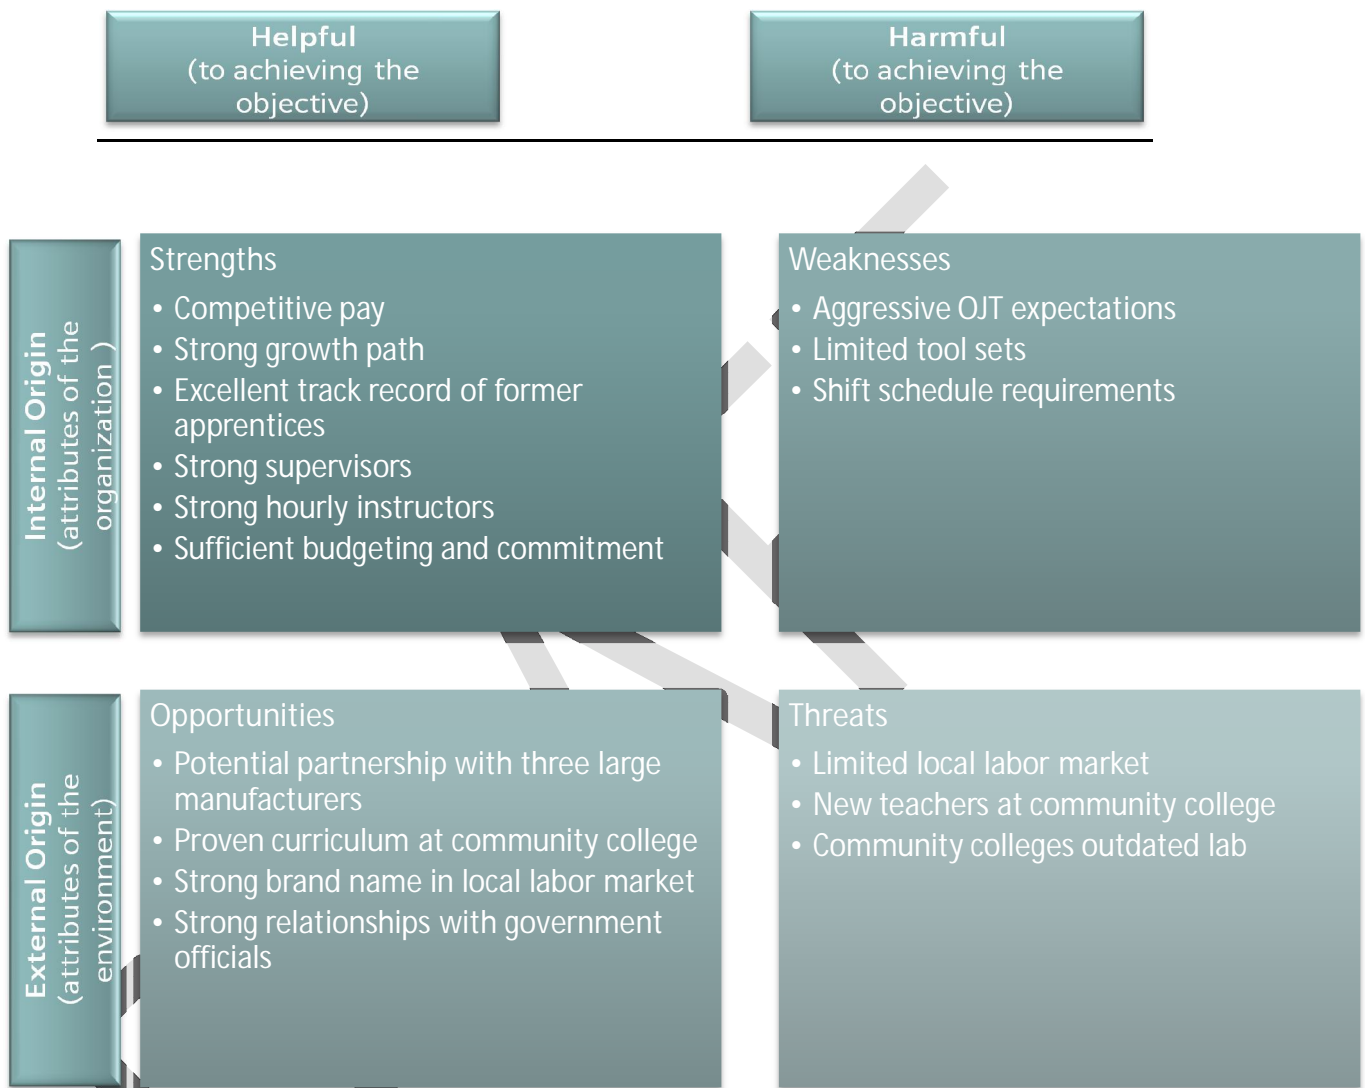 Helpful
(to achieving the
objective)
Harmful
(to achieving the
objective)
Internal Origin
(attributes of the
organization )
Strengths
• Competitive pay
• Strong growth path
• Excellent track record of former
apprentices
• Strong supervisors
• Strong hourly instructors
• Sufficient budgeting and commitment
Weaknesses
• Aggressive OJT expectations
• Limited tool sets
• Shift schedule requirements
External Origin
(attributes of the
environment)
Opportunities
• Potential partnership with three large
manufacturers
• Proven curriculum at community college
• Strong brand name in local labor market
• Strong relationships with government
officials
Threats
• Limited local labor market
• New teachers at community college
• Community colleges outdated lab